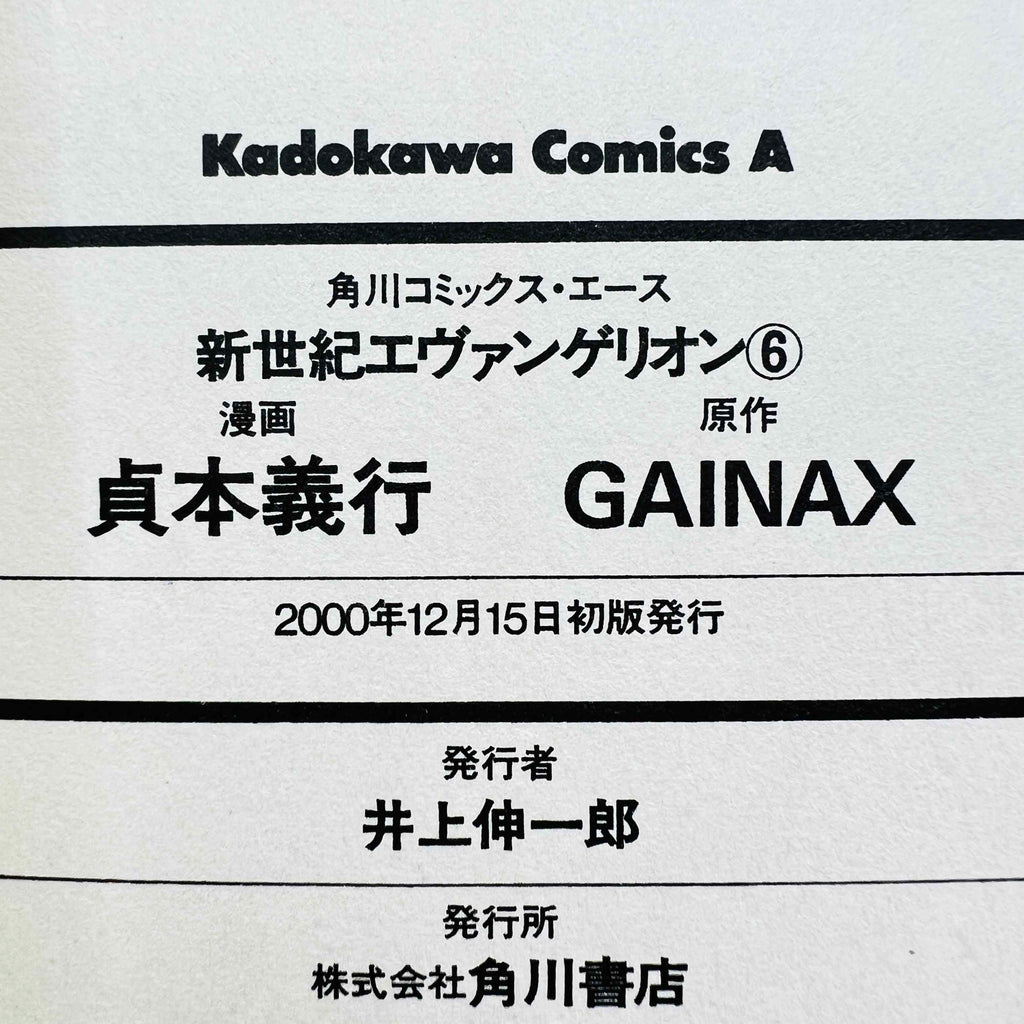 Kadokawa Comics A
角川コミックス・エース
新世紀エヴァンゲリオン⑥
漫画 原作
貞本義行 GAINAX
2000年12月15日初版発行
発行者
井上伸一郎
発行所
株式会社角川書店